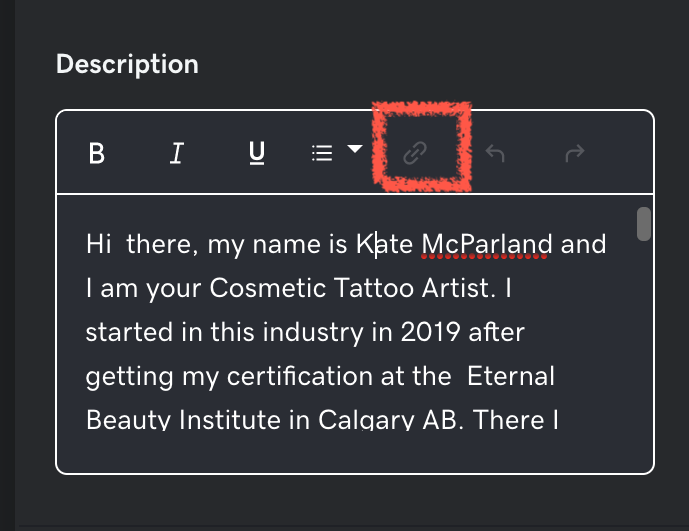 Description
B I U
Hi  there, my name is Kate McParland and
I am your Cosmetic Tattoo Artist. I
started in this industry in 2019 after
getting my certification at the  Eternal
Beauty Institute in Calgary AB. There I